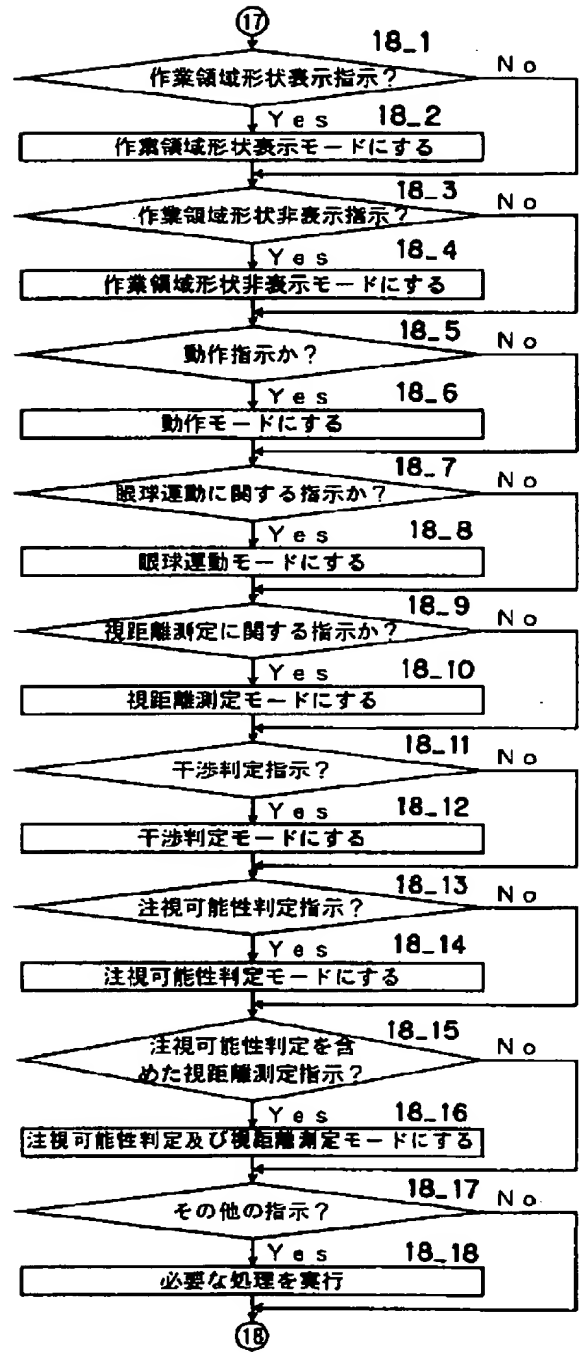 17
18_1
作業領域形状表示指示?
No
Yes
18_2
作業領域形状表示モードにする
18_3
作業領域形状非表示指示?
No
Yes
18_4
作業領域形状非表示モードにする
18_5
動作指示か?
No
Yes
18_6
動作モードにする
18_7
眼球運動に関する指示か?
No
Yes
18_8
眼球運動モードにする
18_9
視距離測定に関する指示か?
No
Yes
18_10
視距離測定モードにする
18_11
干渉判定指示?
No
Yes
18_12
干渉判定モードにする
18_13
注視可能性判定指示?
No
Yes
18_14
注視可能性判定モードにする
18_15
注視可能性判定を含
めた視距離測定指示?
No
Yes
18_16
注視可能性判定及び視距離測定モードにする
18_17
その他の指示?
No
Yes
18_18
必要な処理を実行
18